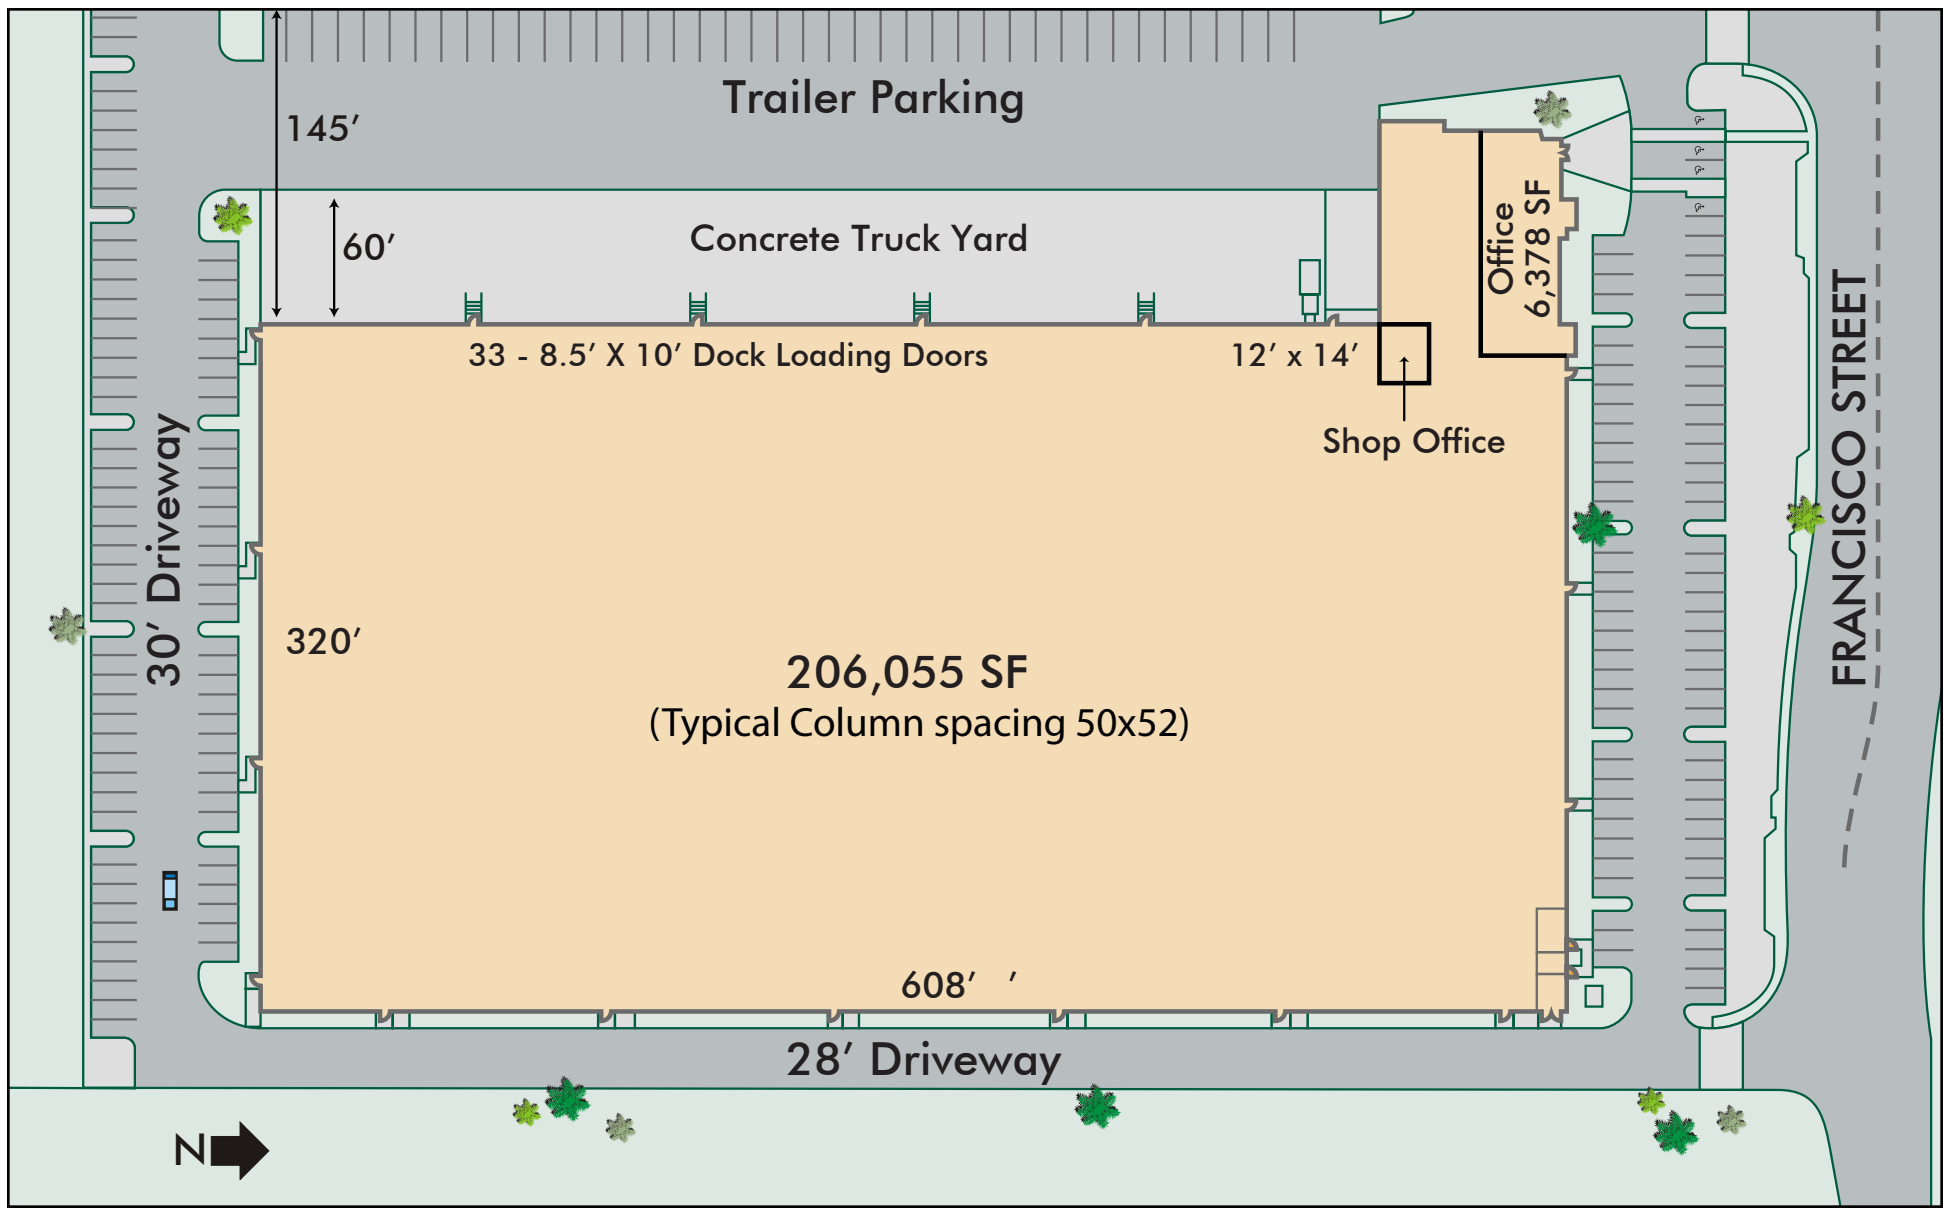 Trailer Parking
145′
Concrete Truck Yard
60′
Office
6,378 SF
33 - 8.5′ X 10′ Dock Loading Doors
12′ x 14′
Shop Office
FRANCISCO STREET
30′ Driveway
320′
206,055 SF
(Typical Column spacing 50x52)
608′ ′
28′ Driveway
N